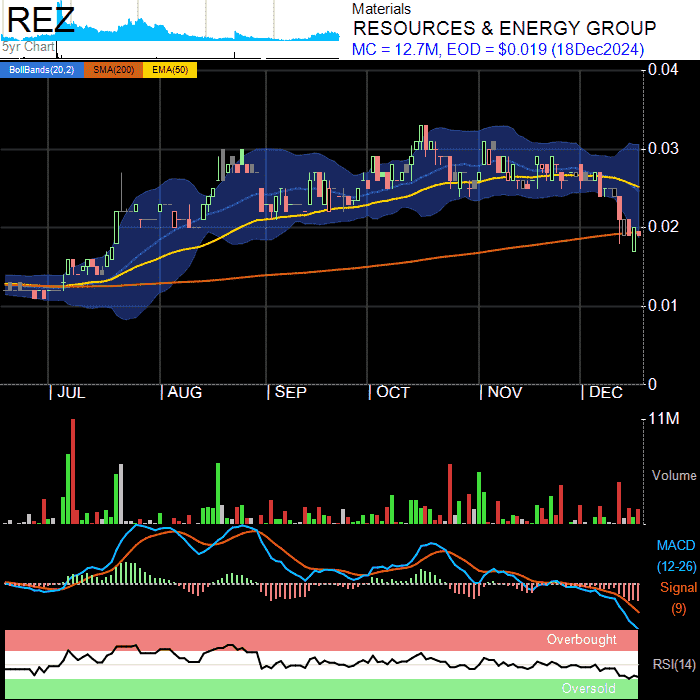 REZ
5yr Chart
Materials
RESOURCES & ENERGY GROUP
MC = 12.7M, EOD = $0.019 (18Dec2024)
BollBands(20,2) SMA(200) EMA(50)
0.04
0.03
0.02
0.01
0
JUL AUG SEP OCT NOV DEC
11M
Volume
MACD
(12-26)
Signal
(9)
Overbought
RSI(14)
Oversold